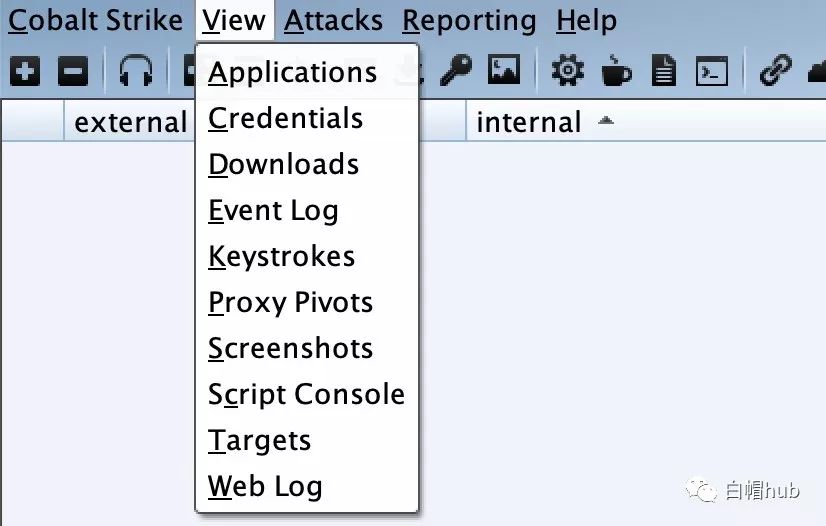 Cobalt Strike View Attacks Reporting Help
Applications
external internal
Credentials
Downloads
Event Log
Keystrokes
Proxy Pivots
Screenshots
Script Console
Targets
Web Log
白帽hub